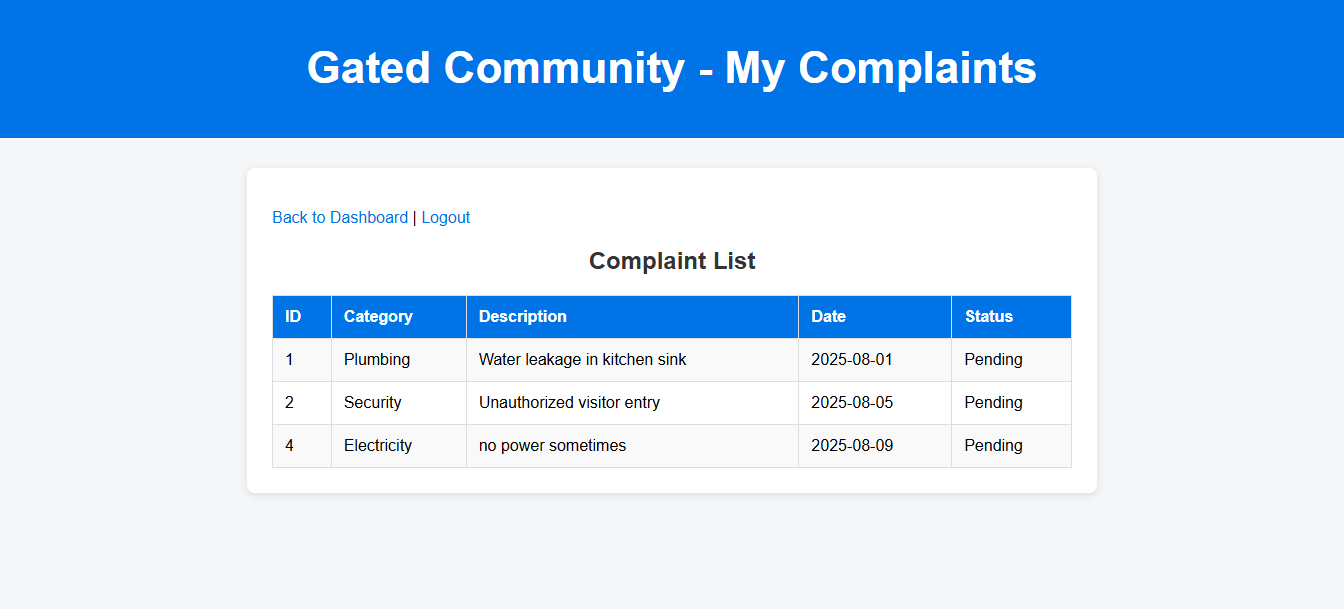 Gated Community - My Complaints
Back to Dashboard | Logout
Complaint List
ID Category Description Date Status
1 Plumbing Water leakage in kitchen sink 2025-08-01 Pending
2 Security Unauthorized visitor entry 2025-08-05 Pending
4 Electricity no power sometimes 2025-08-09 Pending